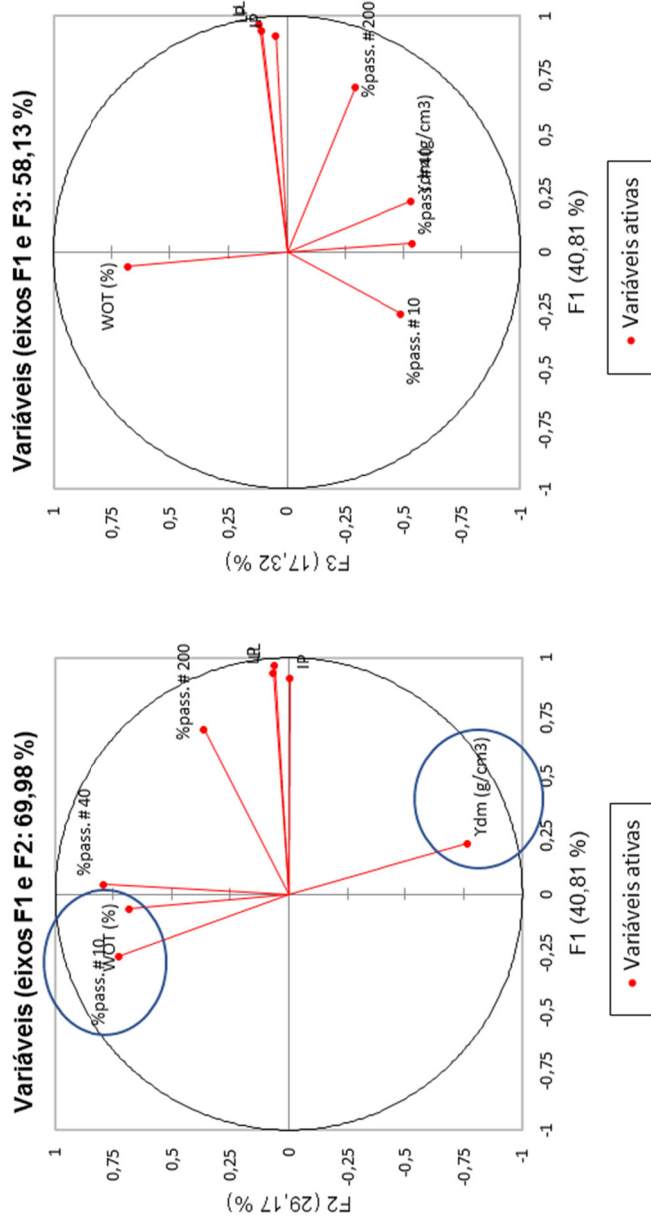 Variáveis (eixos F1 e F2: 69,98 %)
1
0,75
0,5
0,25
0
-0,25
-0,5
-0,75
-1
F2 (29,17 %)
%pass. # 40
%pass. # 10
WOT (%)
%pass. # 200
IP
Ydm (g/cm3)
-1
-0,75
-0,5
-0,25
0
0,25
0,5
0,75
1
F1 (40,81 %)
Variáveis ativas
Variáveis (eixos F1 e F3: 58,13 %)
1
0,75
0,5
0,25
0
-0,25
-0,5
-0,75
-1
F3 (17,32 %)
WOT (%)
%pass. # 200
Ydm (g/cm3)
%pass. # 40
%pass. # 10
-1
-0,75
-0,5
-0,25
0
0,25
0,5
0,75
1
F1 (40,81 %)
Variáveis ativas